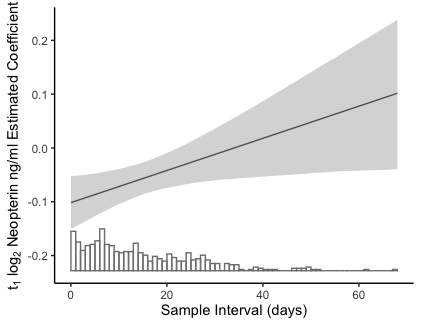 t₁ log₂ Neopterin ng/ml Estimated Coefficient
0.2
0.1
0.0
-0.1
-0.2
0 20 40 60
Sample Interval (days)